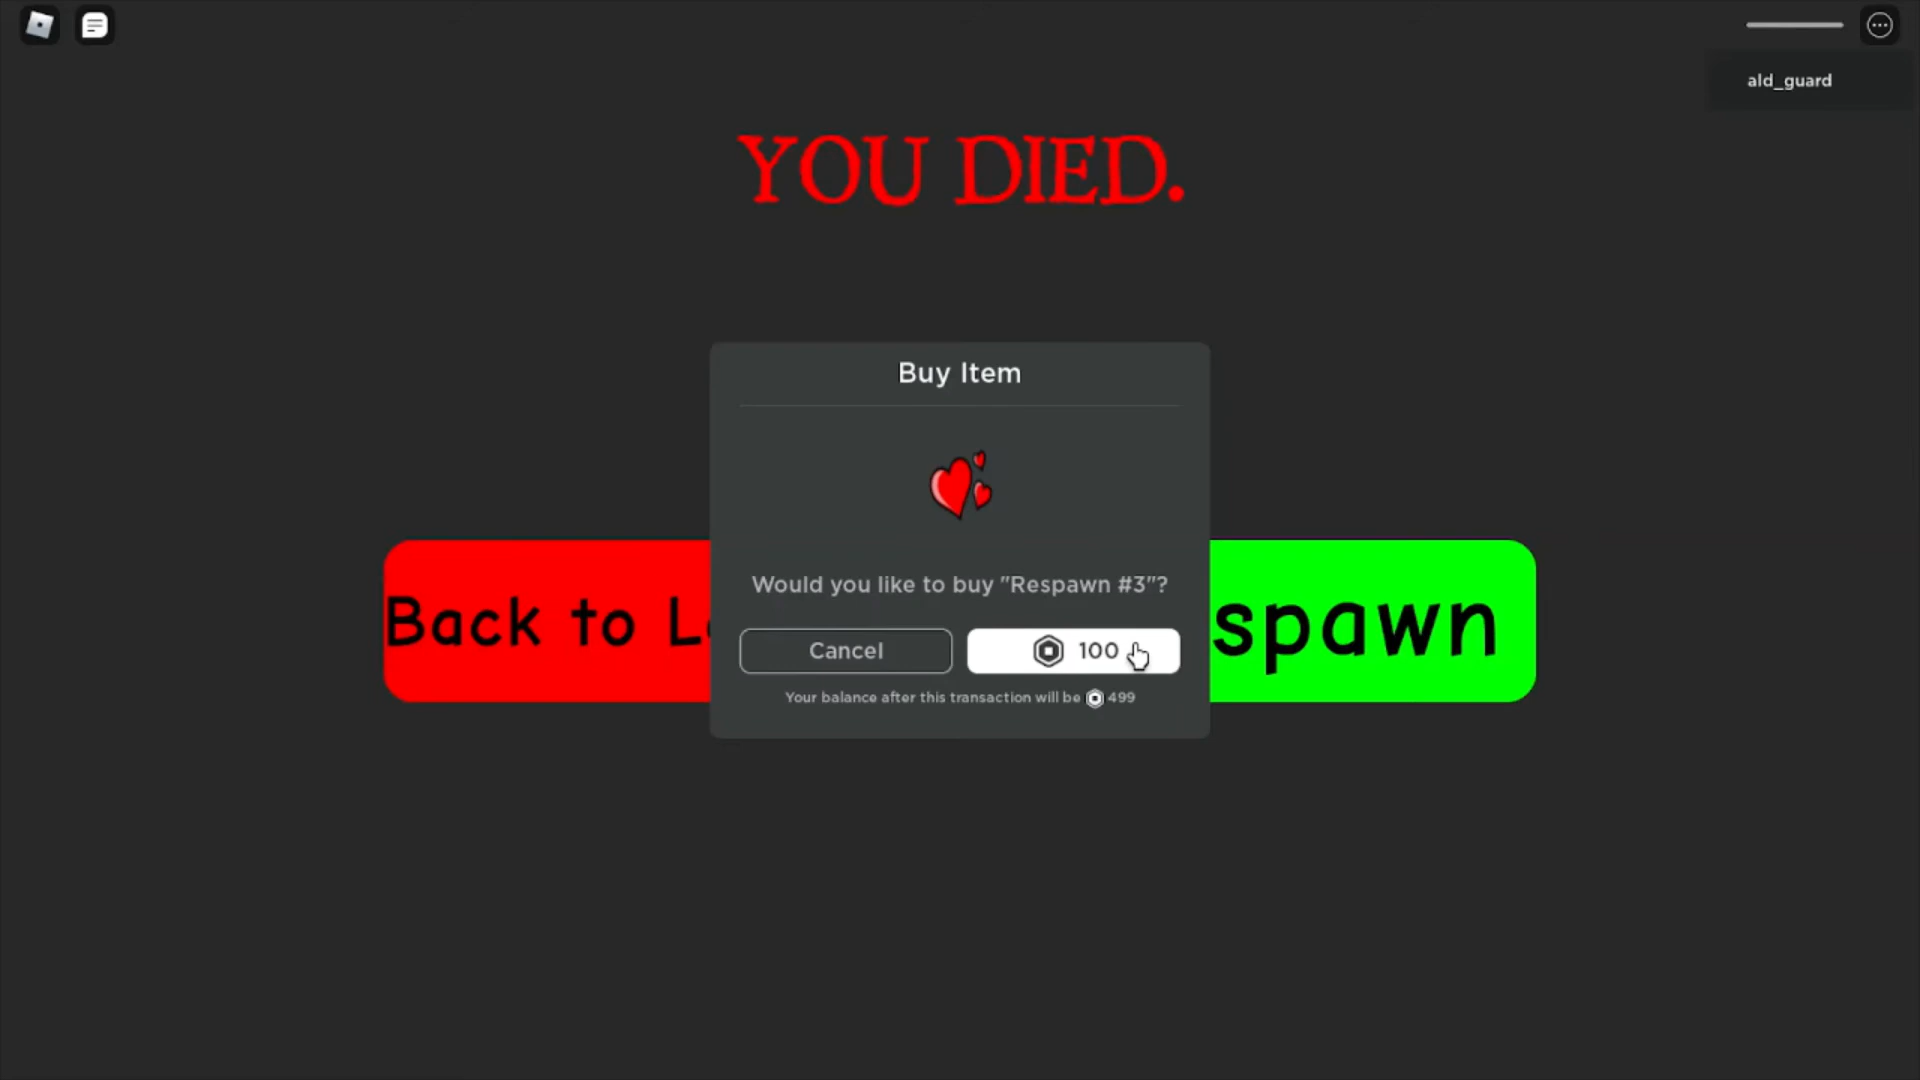 ald_guard
YOU DIED.
Buy Item
Would you like to buy "Respawn #3"?
Back to L
Cancel
100
spawn
Your balance after this transaction will be 499